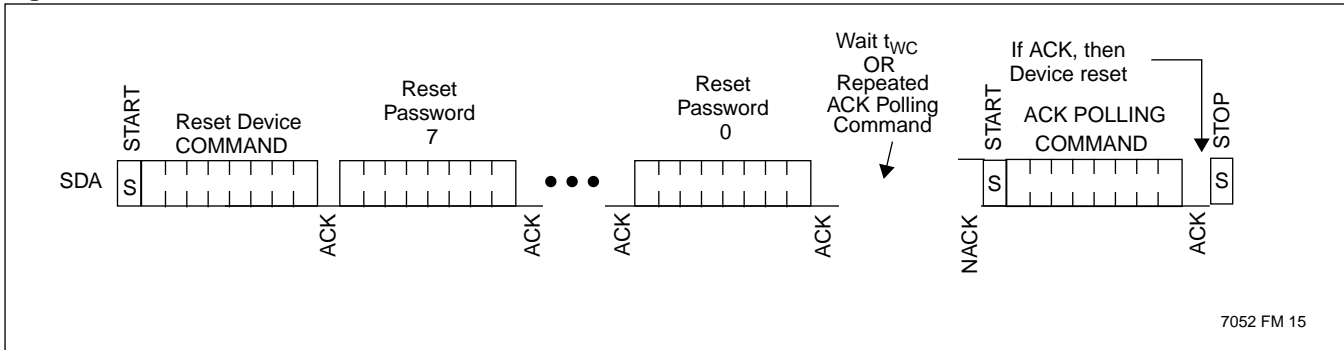 START
Reset Device
COMMAND
Reset
Password
7
Reset
Password
0
Wait tWC
OR
Repeated
ACK Polling
Command
START
ACK POLLING
COMMAND
If ACK, then
Device reset
STOP
SDA
S
S
S
ACK
ACK
ACK
ACK
NACK
ACK
7052 FM 15